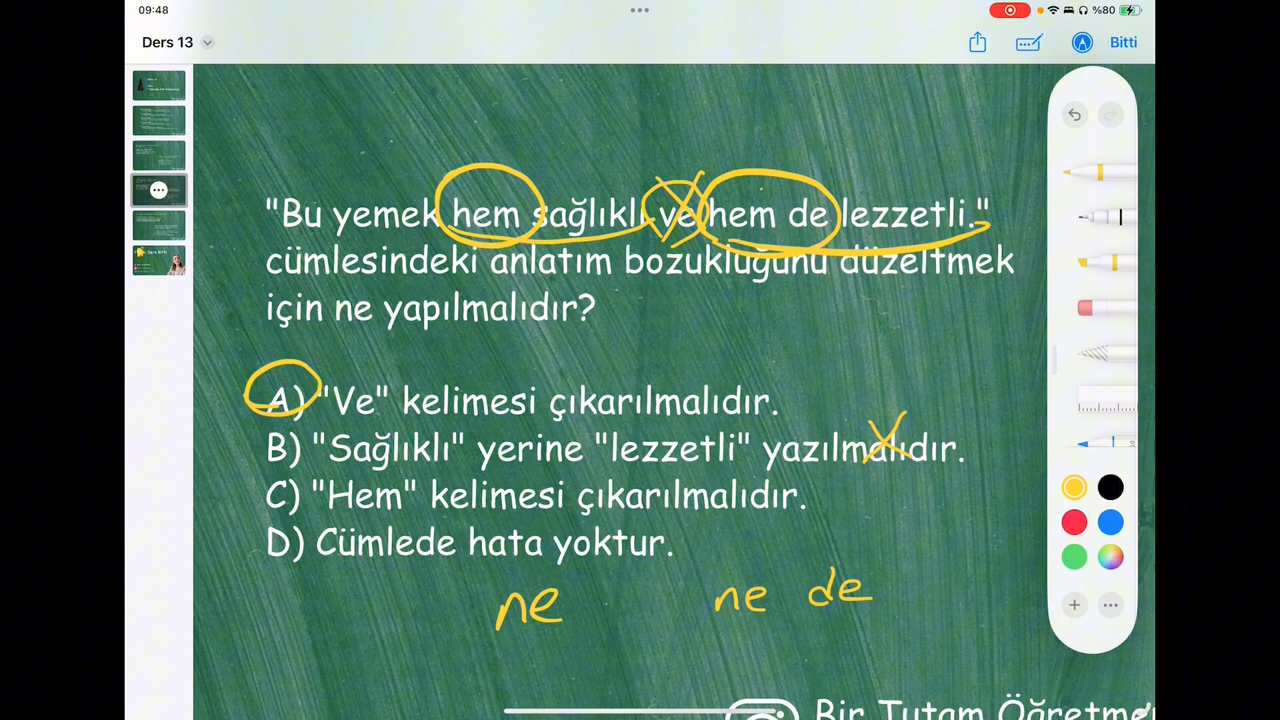 09:48
%80
Ders 13
Bitti
"Bu yemek hem sağlıklı ve hem de lezzetli."
cümlesindeki anlatım bozukluğunu düzeltmek
için ne yapılmalıdır?
A) "Ve" kelimesi çıkarılmalıdır.
B) "Sağlıklı" yerine "lezzetli" yazılmalıdır.
C) "Hem" kelimesi çıkarılmalıdır.
D) Cümlede hata yoktur.
ne ne de
Bir Tutam